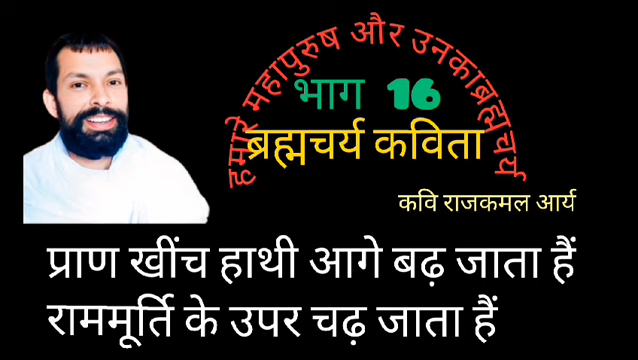 हमारे महापुरुष और उनकाब्रह्मचर्य
भाग 16
ब्रह्मचर्य कविता
कवि राजकमल आर्य
प्राण खींच हाथी आगे बढ़ जाता हैं
राममूर्ति के उपर चढ़ जाता हैं